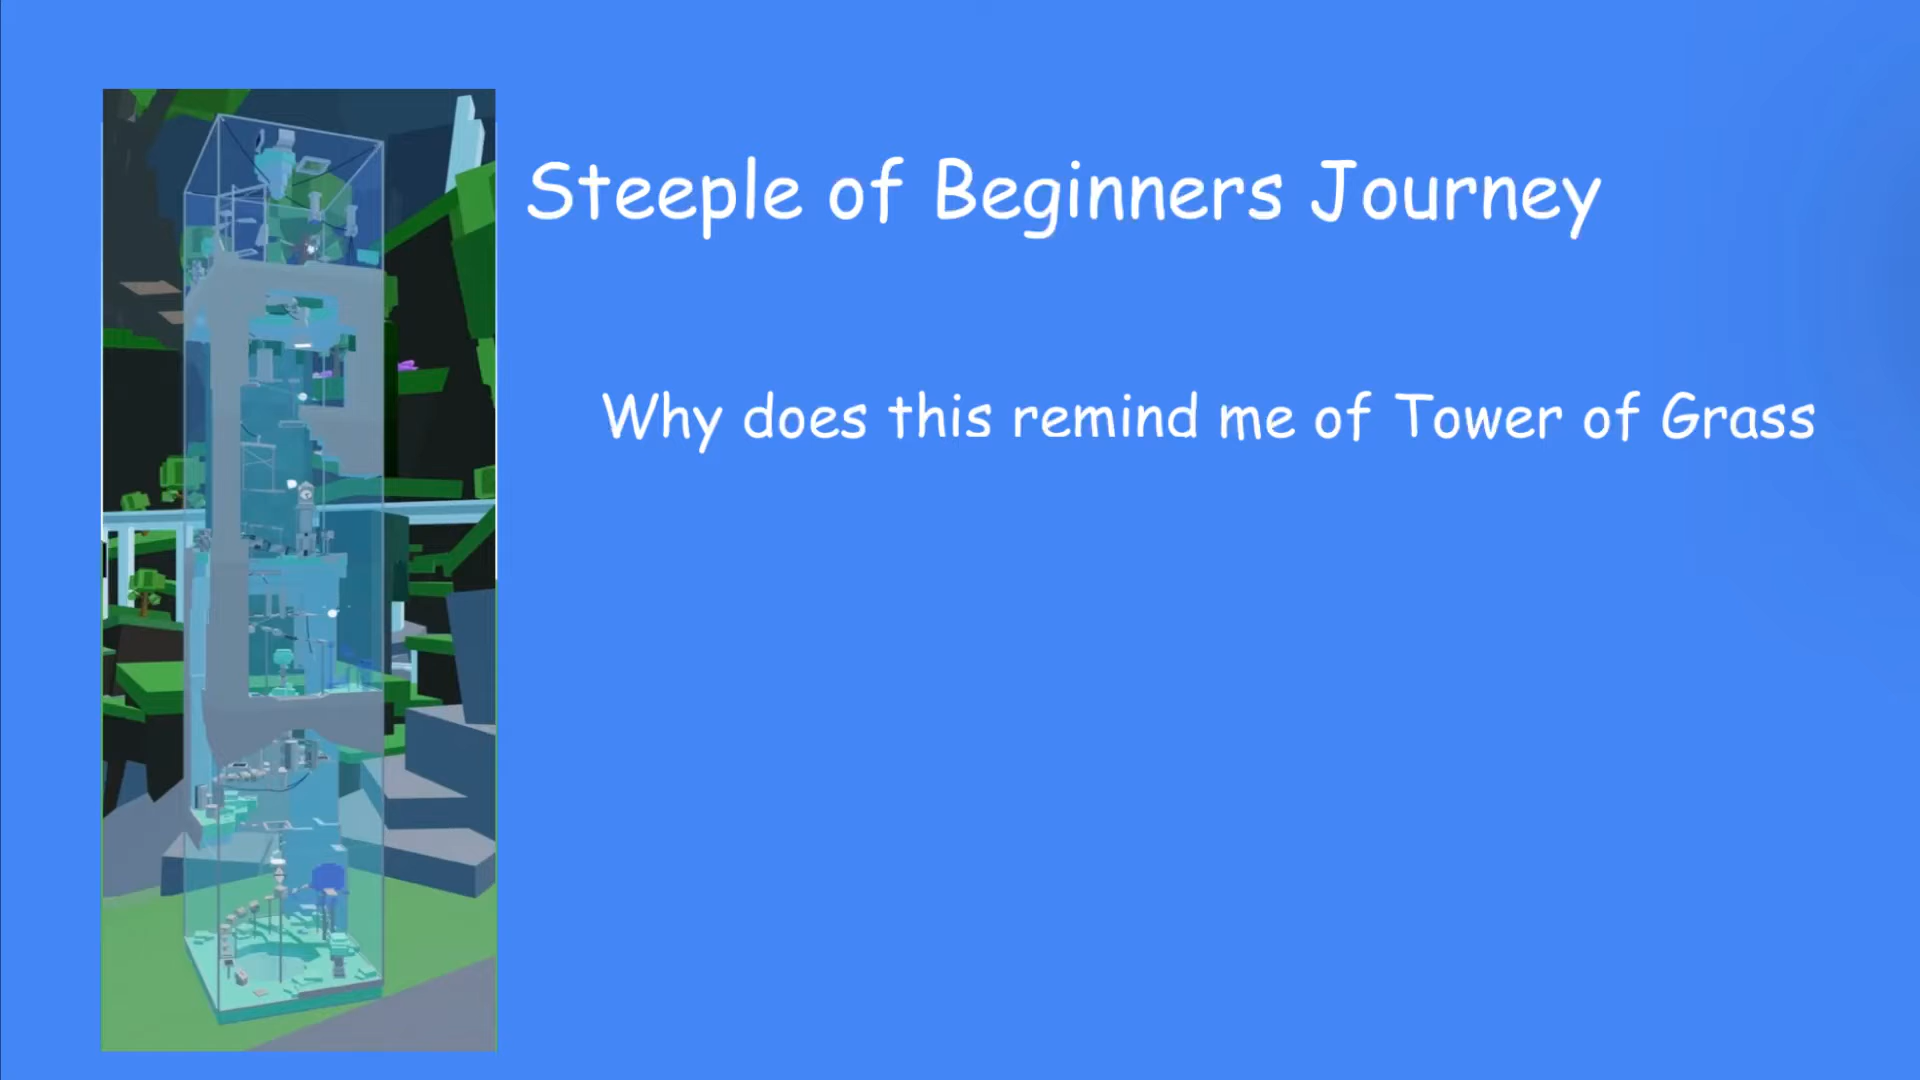 Steeple of Beginners Journey
Why does this remind me of Tower of Grass